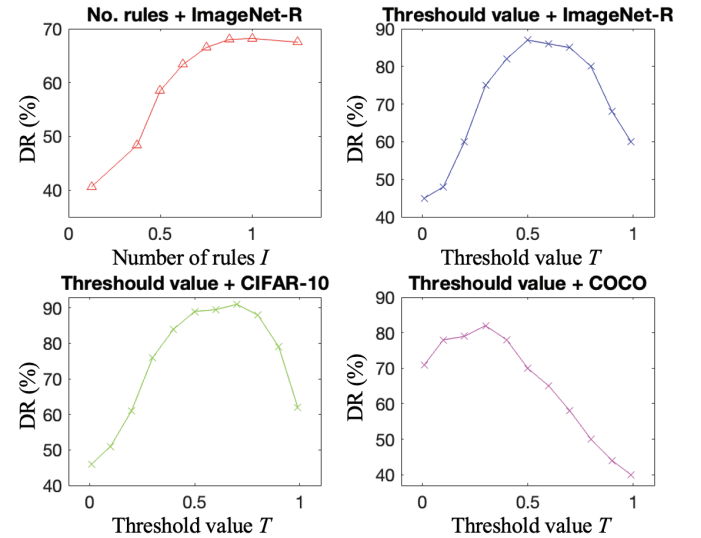 No. rules + ImageNet-R
70
60
50
40
DR (%)
0
0.5
1
Number of rules I
Threshould value + ImageNet-R
90
80
70
60
50
40
DR (%)
0
0.5
1
Threshold value T
Threshould value + CIFAR-10
90
80
70
60
50
40
DR (%)
0
0.5
1
Threshold value T
Threshould value + COCO
90
80
70
60
50
40
DR (%)
0
0.5
1
Threshold value T